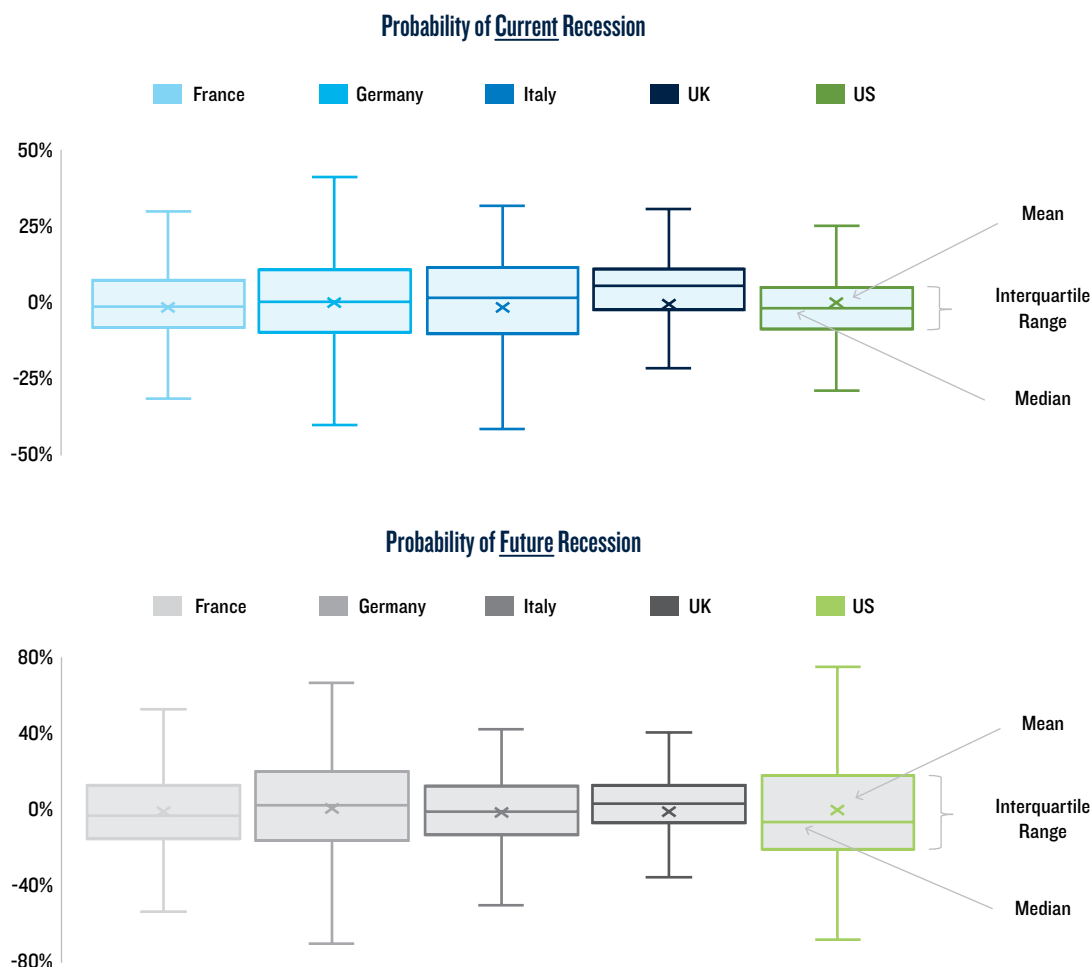 Probability of Current Recession
France
Germany
Italy
UK
US
50%
25%
0%
-25%
-50%
Mean
Interquartile
Range
Median
Probability of Future Recession
France
Germany
Italy
UK
US
80%
40%
0%
-40%
-80%
Mean
Interquartile
Range
Median